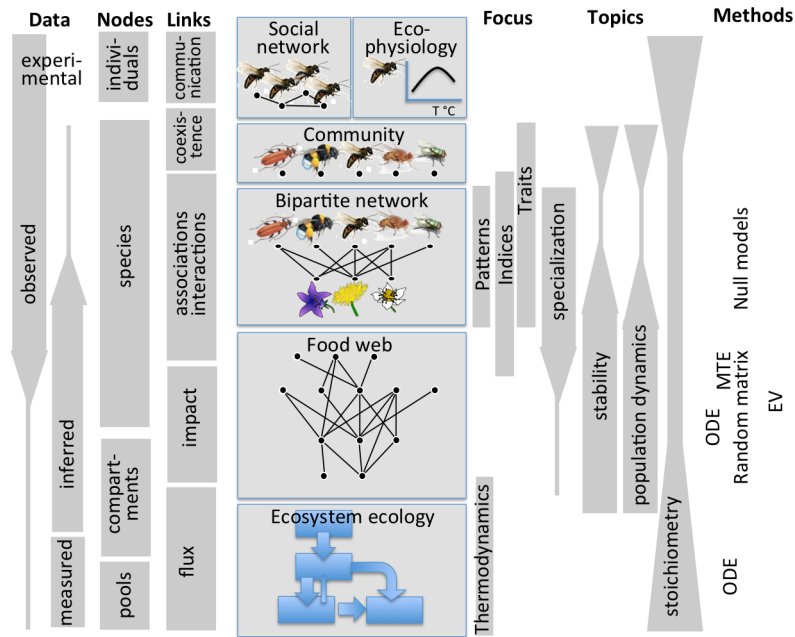 Data
Nodes
Links
Focus
Topics
Methods
experi-
mental
observed
inferred
measured
indivi-
duals
species
compart-
ments
pools
commu-
nication
coexis-
tence
associations
interactions
impact
flux
Social
network
Eco-
physiology
T °C
Community
Bipartite network
Food web
Ecosystem ecology
Patterns
Indices
Traits
Thermodynamics
specialization
stability
population dynamics
stoichiometry
Null models
ODE
MTE
Random matrix
EV
ODE